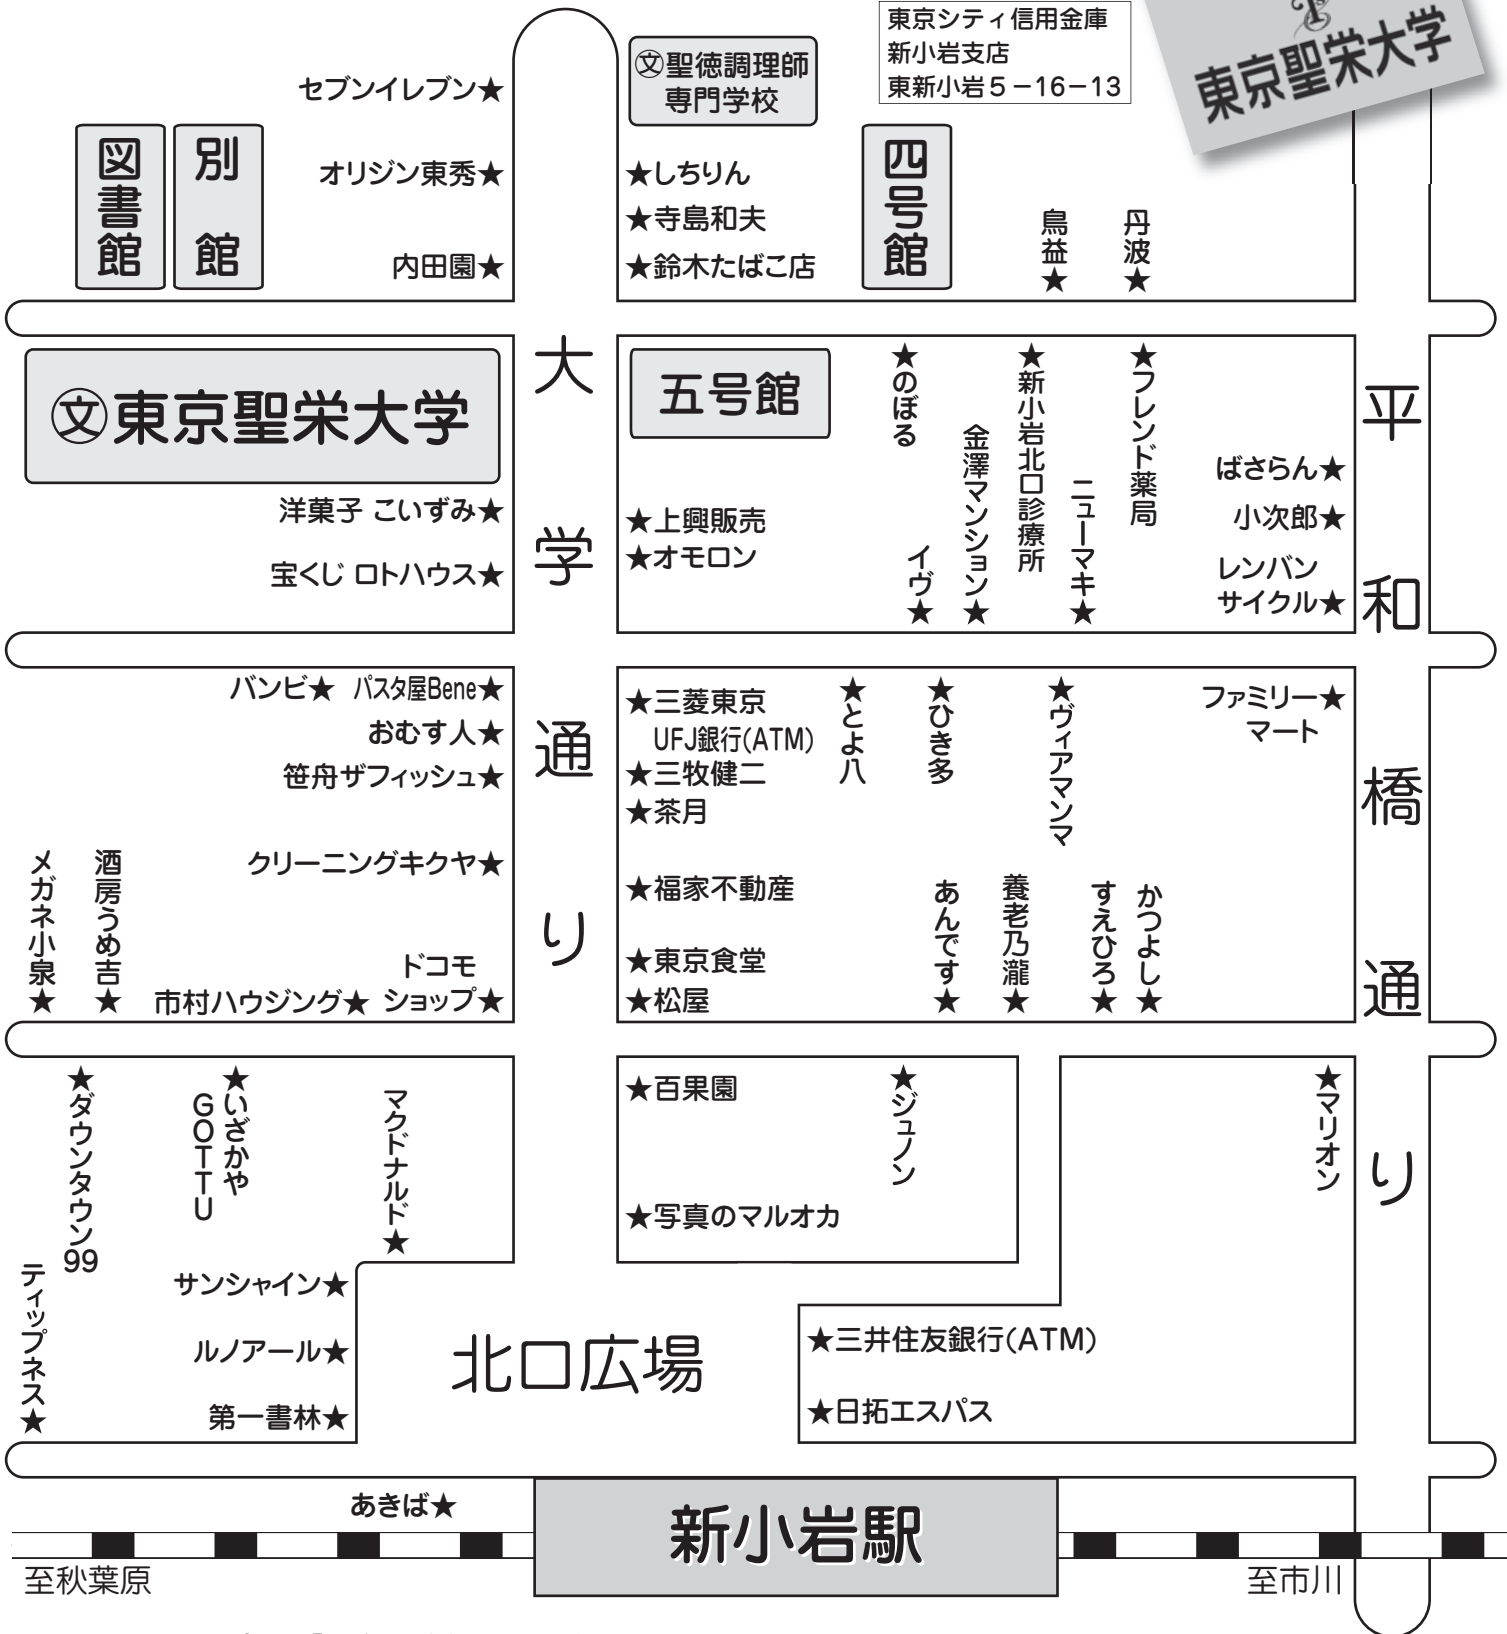 東京シティ信用金庫
新小岩支店
東新小岩5－16－13
東京聖栄大学
セブンイレブン★
㊛聖徳調理師
専門学校
図書館
別館
オリジン東秀★
内田園★
★しちりん
★寺島和夫
★鈴木たばこ店
四号館
鳥益★
丹波★
大学通り
平和橋通り
文東京聖栄大学
洋菓子 こいずみ★
宝くじ ロトハウス★
五号館
★上興販売
★オモロン
★のぼる
イヴ★
金澤マンション★
★新小岩北口診療所
ニューマキ★
★フレンド薬局
ばさらん★
小次郎★
レンバン
サイクル★
バンビ★
パスタ屋Bene★
おむす人★
笹舟ザフィッシュ★
クリーニングキクヤ★
メガネ小泉★
酒房うめ吉★
市村ハウジング★
ドコモ
ショップ★
★三菱東京
UFJ銀行(ATM)
★三牧健二
★茶月
★福家不動産
★東京食堂
★松屋
★とよ八
★ひき多
★ヴィアマンマ
ファミリー★
マート
あんです★
養老乃瀧★
すえひろ★
かつよし★
★ダウンタウン99
★いざかや
GOTTU
マクドナルド★
ティップネス★
サンシャイン★
ルノアール★
第一書林★
★百果園
★写真のマルオカ
★ジュノン
★マリオン
北口広場
★三井住友銀行(ATM)
★日拓エスパス
あきば★
新小岩駅
至秋葉原
至市川